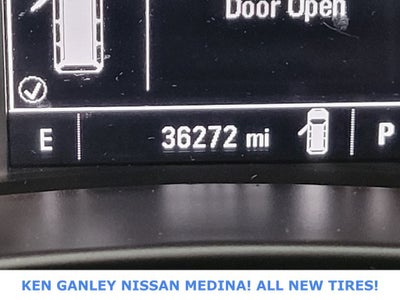 Door Open
E 36272 mi P
KEN GANLEY NISSAN MEDINA! ALL NEW TIRES!